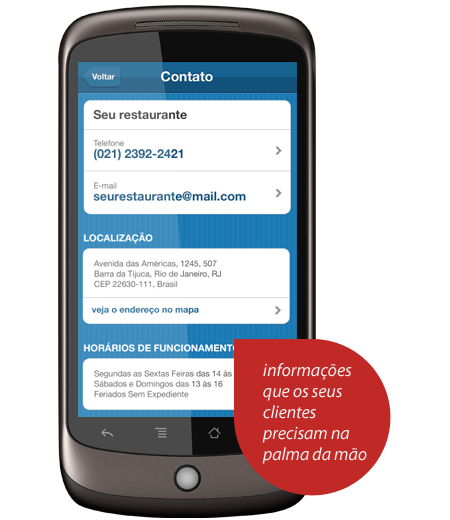 Voltar
Contato
Seu restaurante
Telefone
(021) 2392-2421
E-mail
seurestaurante@mail.com
LOCALIZAÇÃO
Avenida das Américas, 1245, 507
Barra da Tijuca, Rio de Janeiro, RJ
CEP 22630-111, Brasil
veja o endereço no mapa
HORÁRIOS DE FUNCIONAMENTO
Segundas as Sextas Feiras das 14 às
Sábados e Domingos das 13 às 16
Feriados Sem Expediente
informações
que os seus
clientes
precisam na
palma da mão